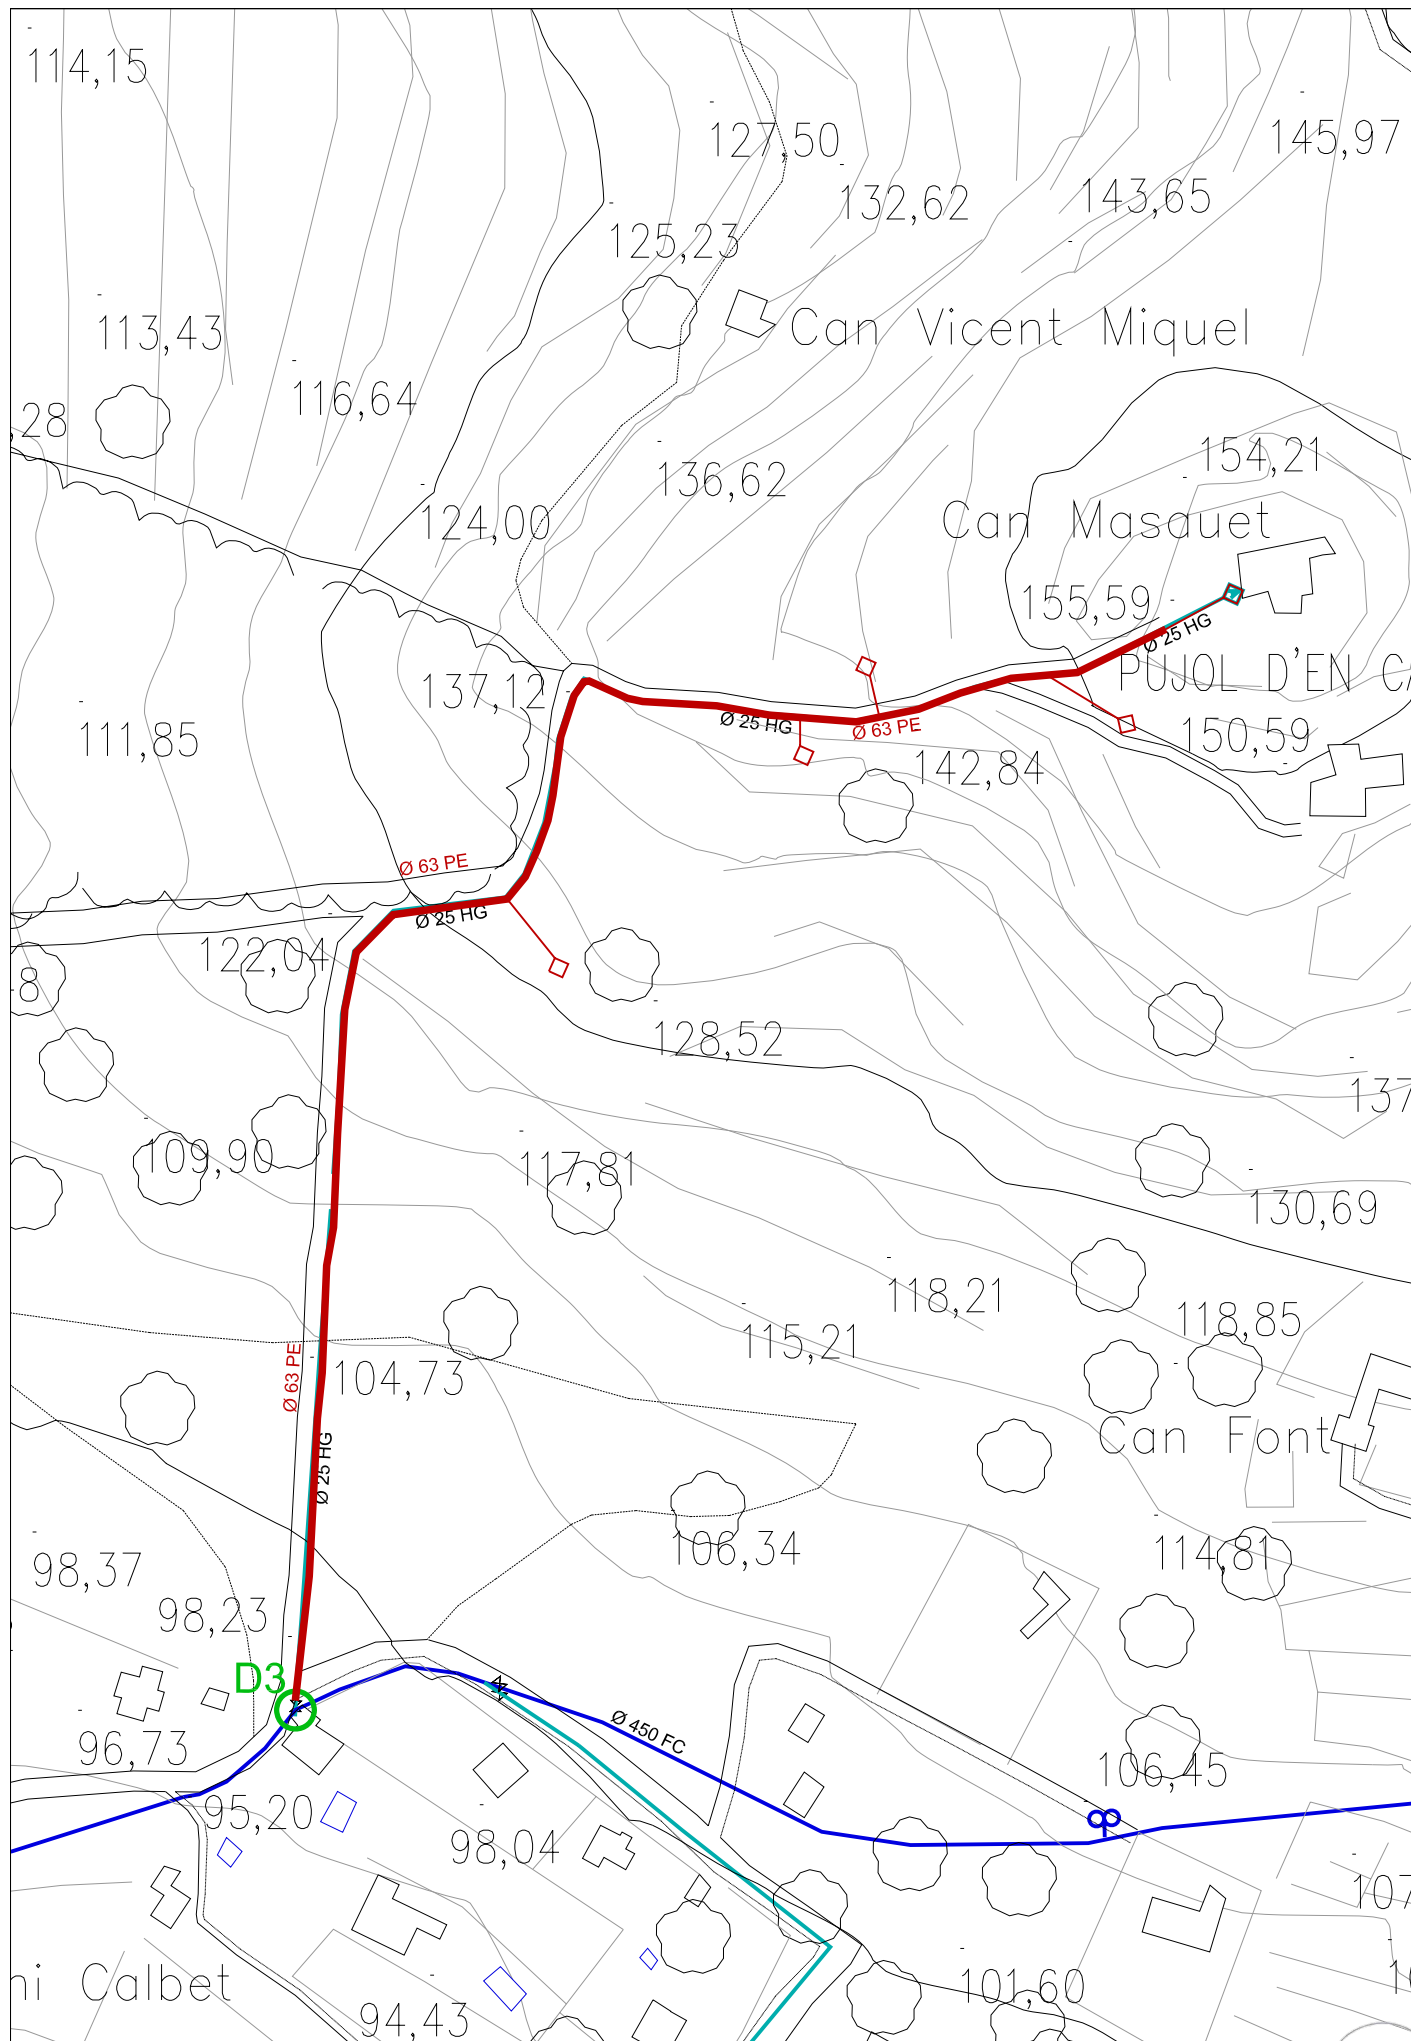 114,15
127,50
145,97
132,62
143,65
125,23
113,43
Can Vicent Miquel
116,64
,28
154,21
136,62
124,00
Can Masquet
155,59
Ø 25 HG
137,12
PUJOL D'EN CA
111,85
Ø 25 HG
Ø 63 PE
150,59
142,84
Ø 63 PE
Ø 25 HG
122,04
8
128,52
137
109,90
117,81
130,69
118,21
118,85
115,21
104,73
Ø 63 PE
Can Font
Ø 25 HG
106,34
114,81
98,37
98,23
D3
Ø 450 FC
96,73
106,45
95,20
98,04
107
ni Calbet
101,60
94,43